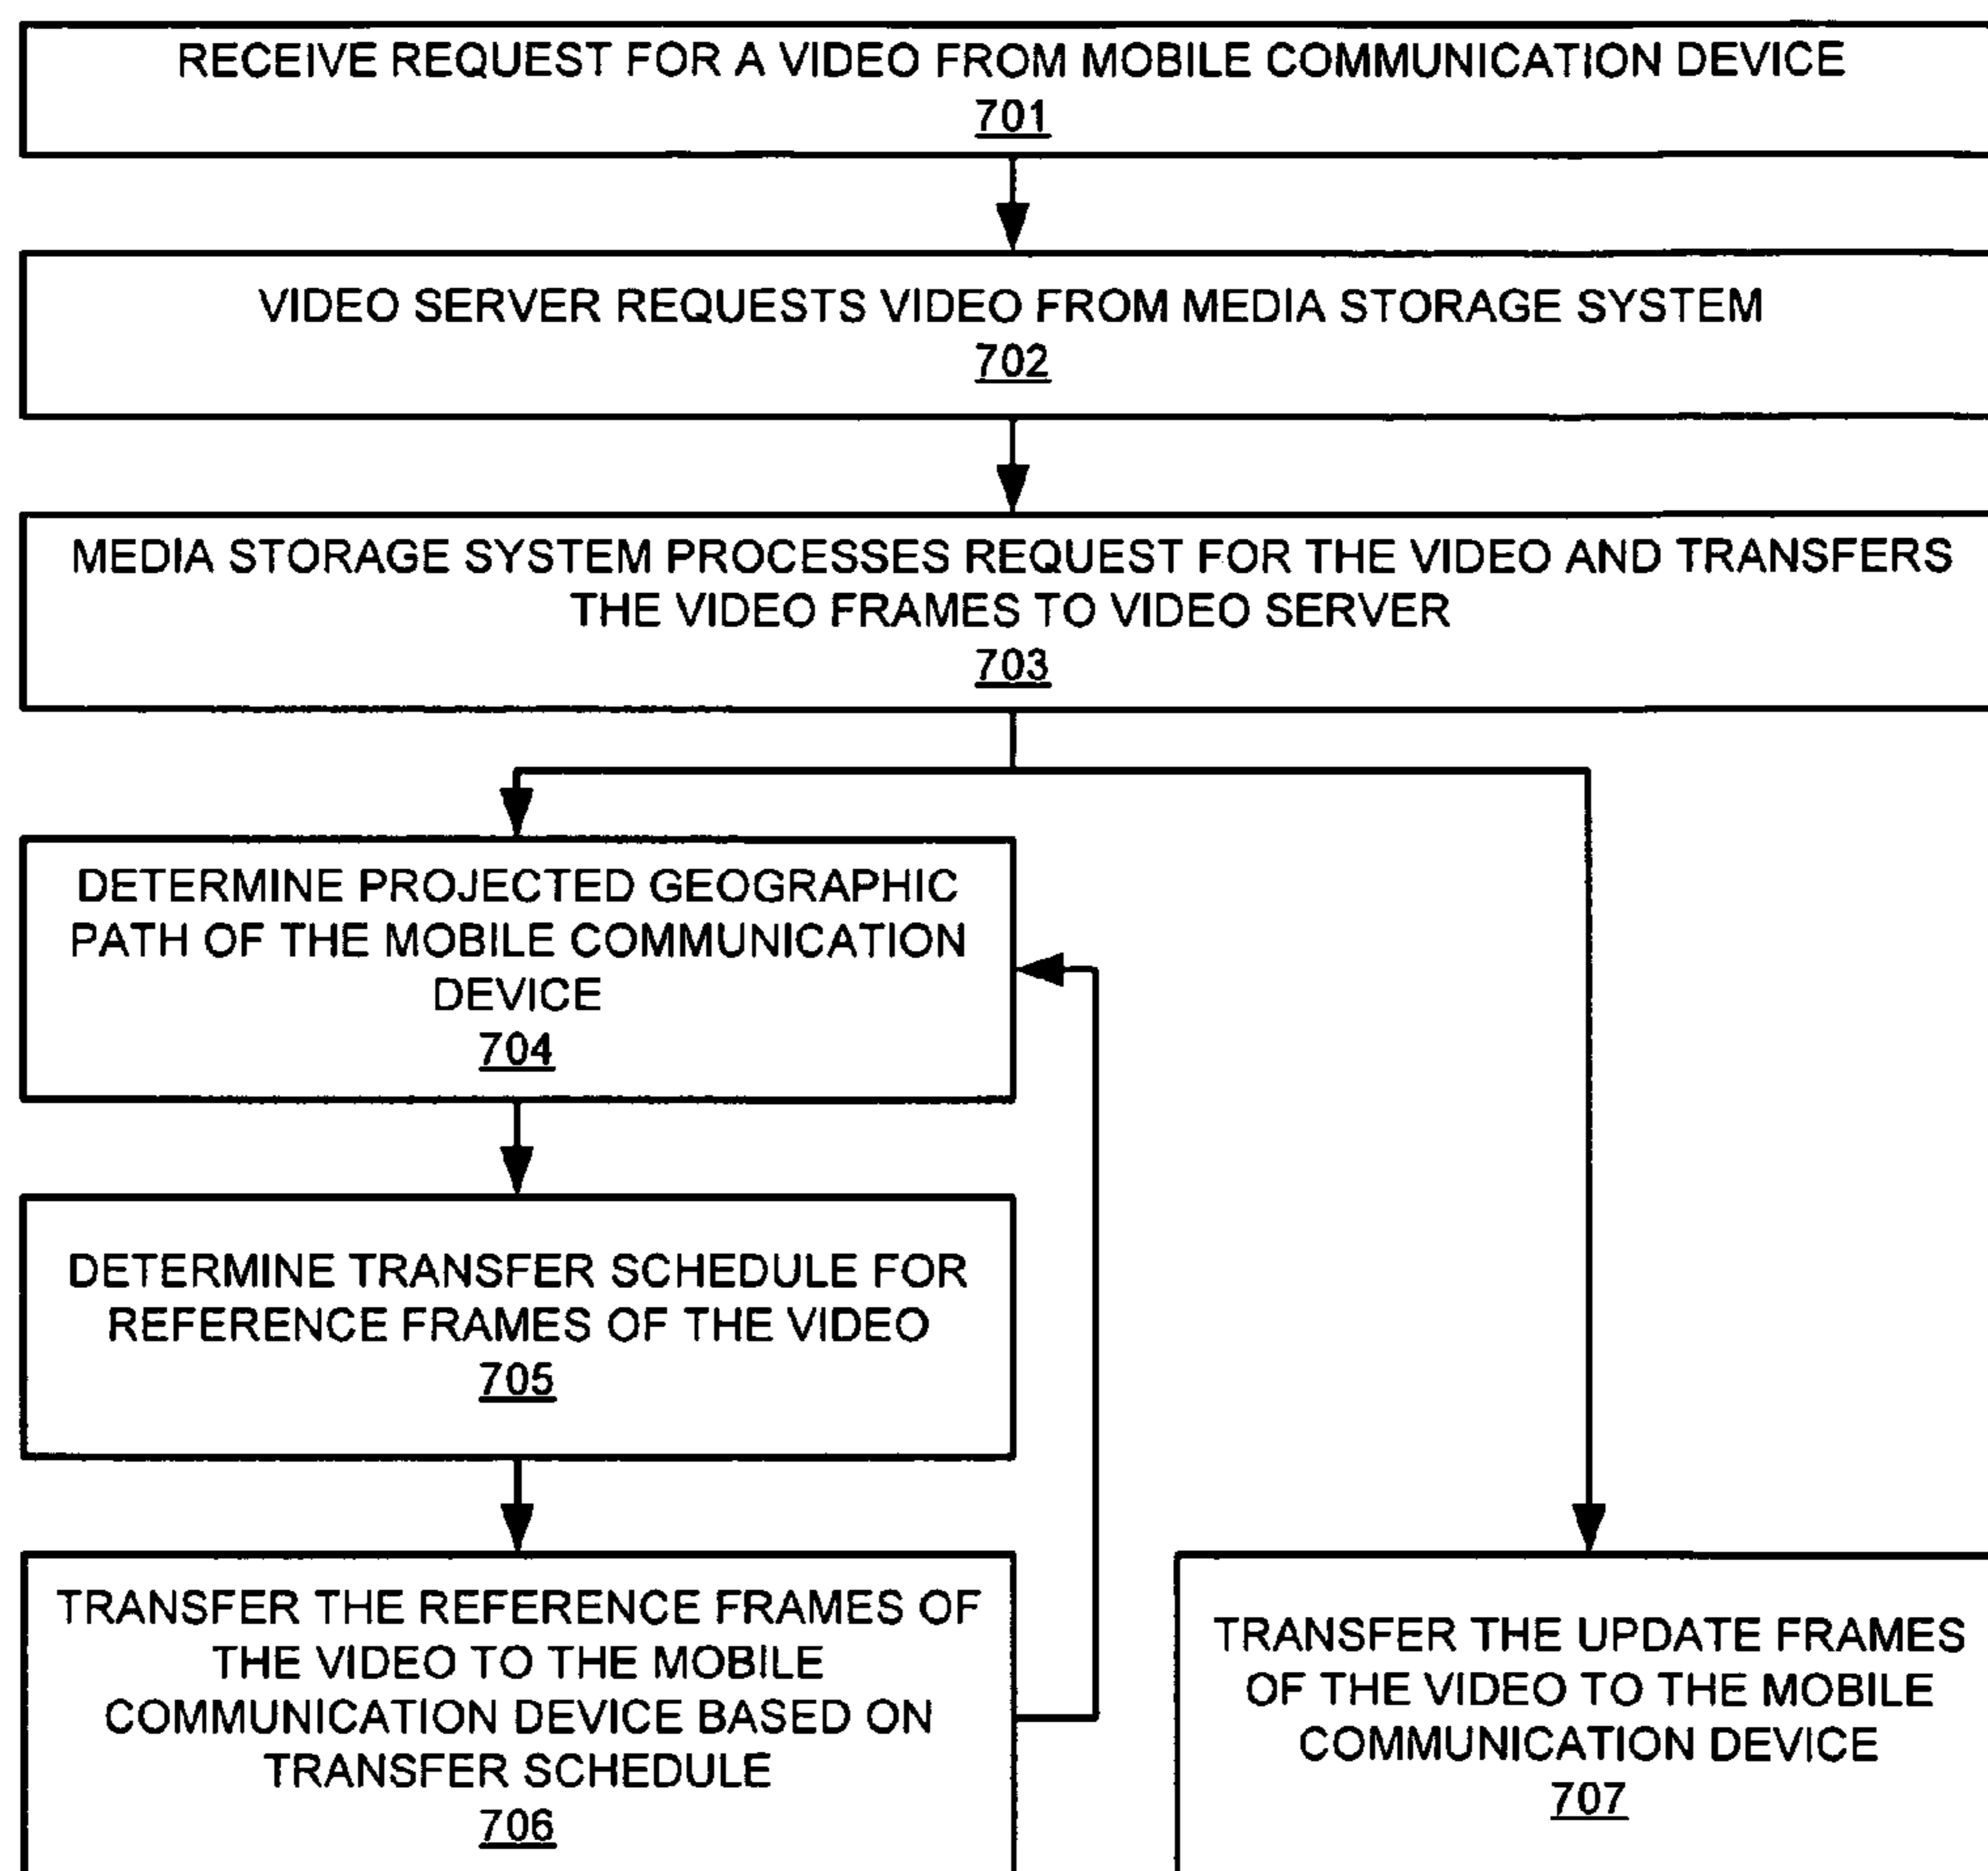 RECEIVE REQUEST FOR A VIDEO FROM MOBILE COMMUNICATION DEVICE
701
VIDEO SERVER REQUESTS VIDEO FROM MEDIA STORAGE SYSTEM
702
MEDIA STORAGE SYSTEM PROCESSES REQUEST FOR THE VIDEO AND TRANSFERS
THE VIDEO FRAMES TO VIDEO SERVER
703
DETERMINE PROJECTED GEOGRAPHIC
PATH OF THE MOBILE COMMUNICATION
DEVICE
704
DETERMINE TRANSFER SCHEDULE FOR
REFERENCE FRAMES OF THE VIDEO
705
TRANSFER THE REFERENCE FRAMES OF
THE VIDEO TO THE MOBILE
COMMUNICATION DEVICE BASED ON
TRANSFER SCHEDULE
706
TRANSFER THE UPDATE FRAMES
OF THE VIDEO TO THE MOBILE
COMMUNICATION DEVICE
707